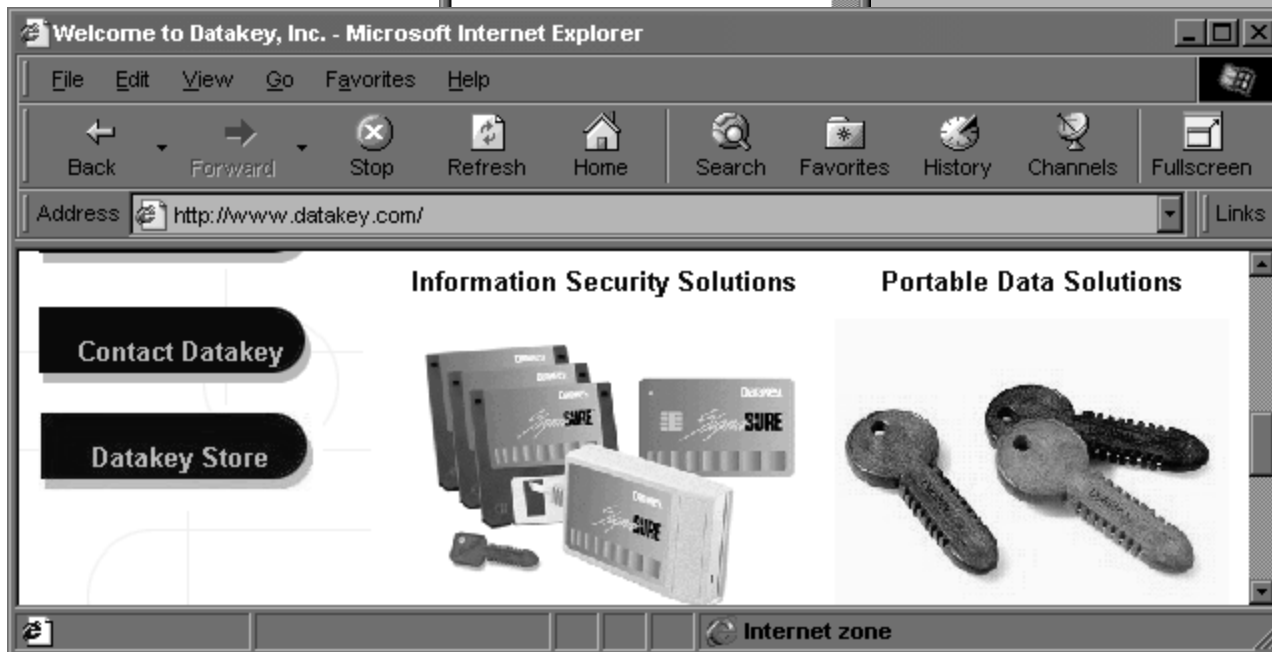 Welcome to Datakey, Inc. - Microsoft Internet Explorer
File Edit View Go Favorites Help
Back Forward Stop Refresh Home Search Favorites History Channels Fullscreen
Address http://www.datakey.com/ Links
Information Security Solutions Portable Data Solutions
Contact Datakey
Datakey Store
DATAKEY
SURE
SURE
SURE
Internet zone